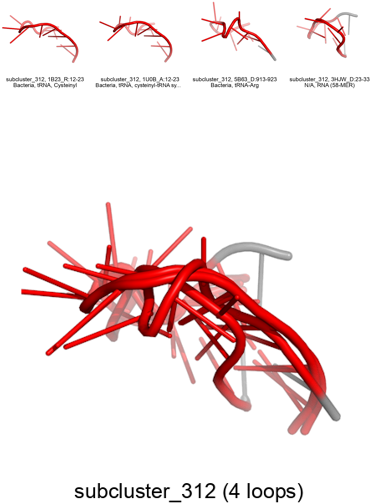 subcluster_312, 1B23_R:12-23
Bacteria, tRNA, Cysteinyl
subcluster_312, 1U0B_A:12-23
Bacteria, tRNA, cysteinyl-tRNA sy...
subcluster_312, 5B63_D:913-923
Bacteria, tRNA-Arg
subcluster_312, 3HJW_D:23-33
N/A, RNA (58-MER)
subcluster_312 (4 loops)